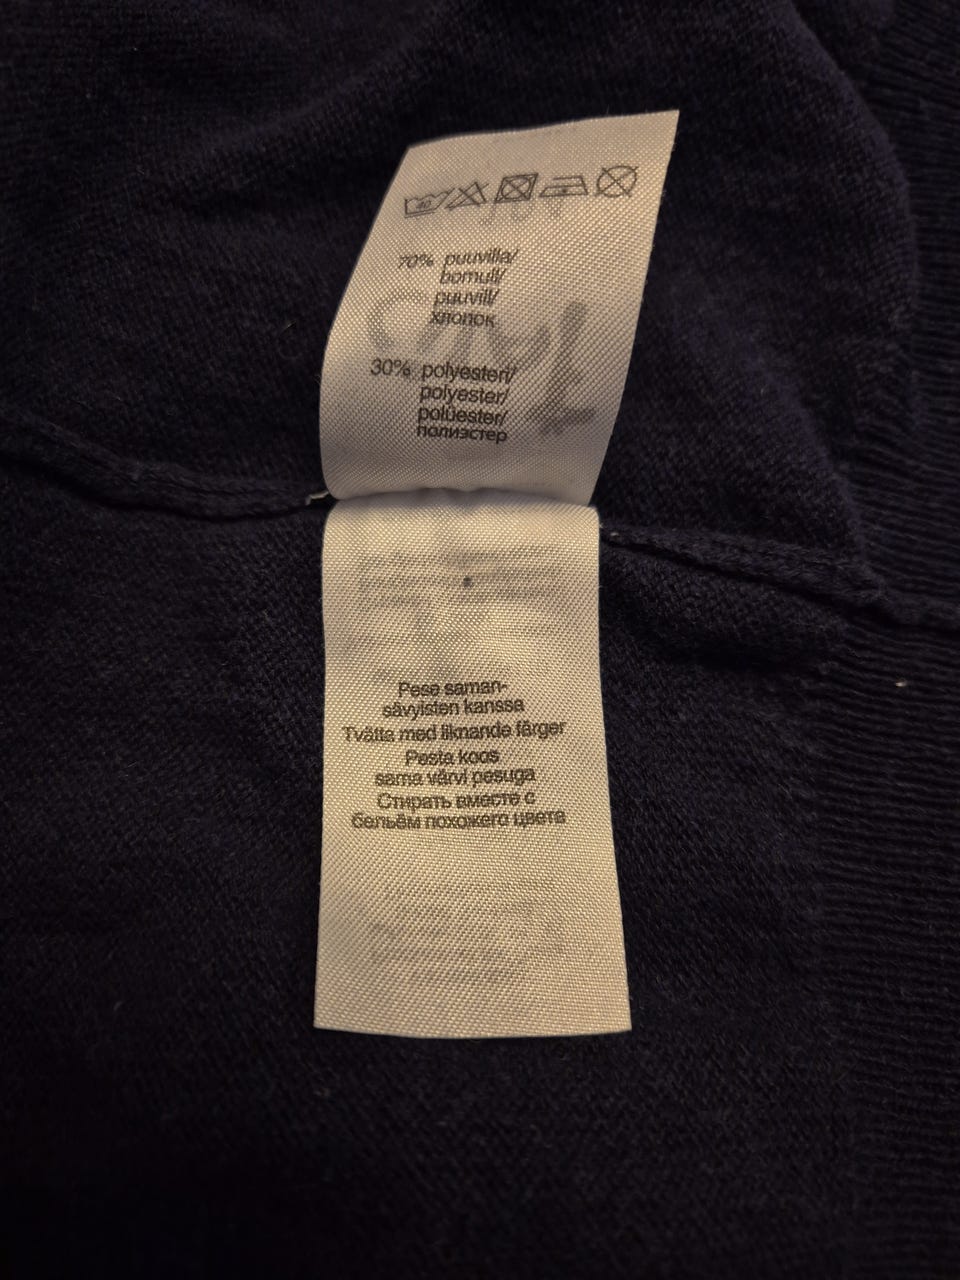 70% puuvilla/
bomull/
puuvill/
хлопок
30% polyesteri/
polyester/
polüester/
полиэстер
Pese saman-
sävyisten kanssa
Tvätta med liknande färger
Pesta koos
sama värvi pesuga
Стирать вместе с
бельём похожего цвета